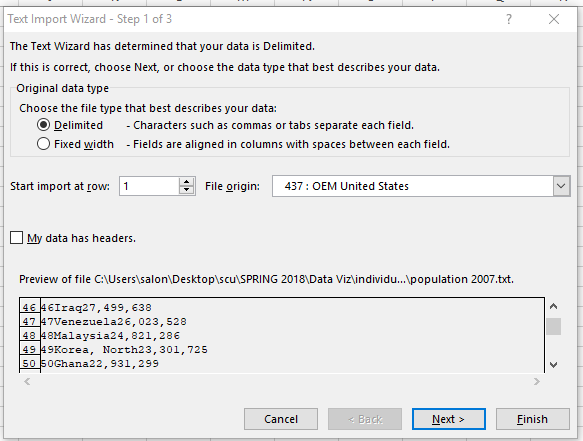 Text Import Wizard - Step 1 of 3
?
The Text Wizard has determined that your data is Delimited.
If this is correct, choose Next, or choose the data type that best describes your data.
Original data type
Choose the file type that best describes your data:
Delimited - Characters such as commas or tabs separate each field.
Fixed width - Fields are aligned in columns with spaces between each field.
Start import at row: 1 File origin: 437 : OEM United States
My data has headers.
Preview of file C:\Users\salon\Desktop\scu\SPRING 2018\Data Viz\individu...\population 2007.txt.
46 46Iraq27,499,638
47 47Venezuela26,023,528
48 48Malaysia24,821,286
49 49Korea, North23,301,725
50 50Ghana22,931,299
Cancel < Back Next > Finish